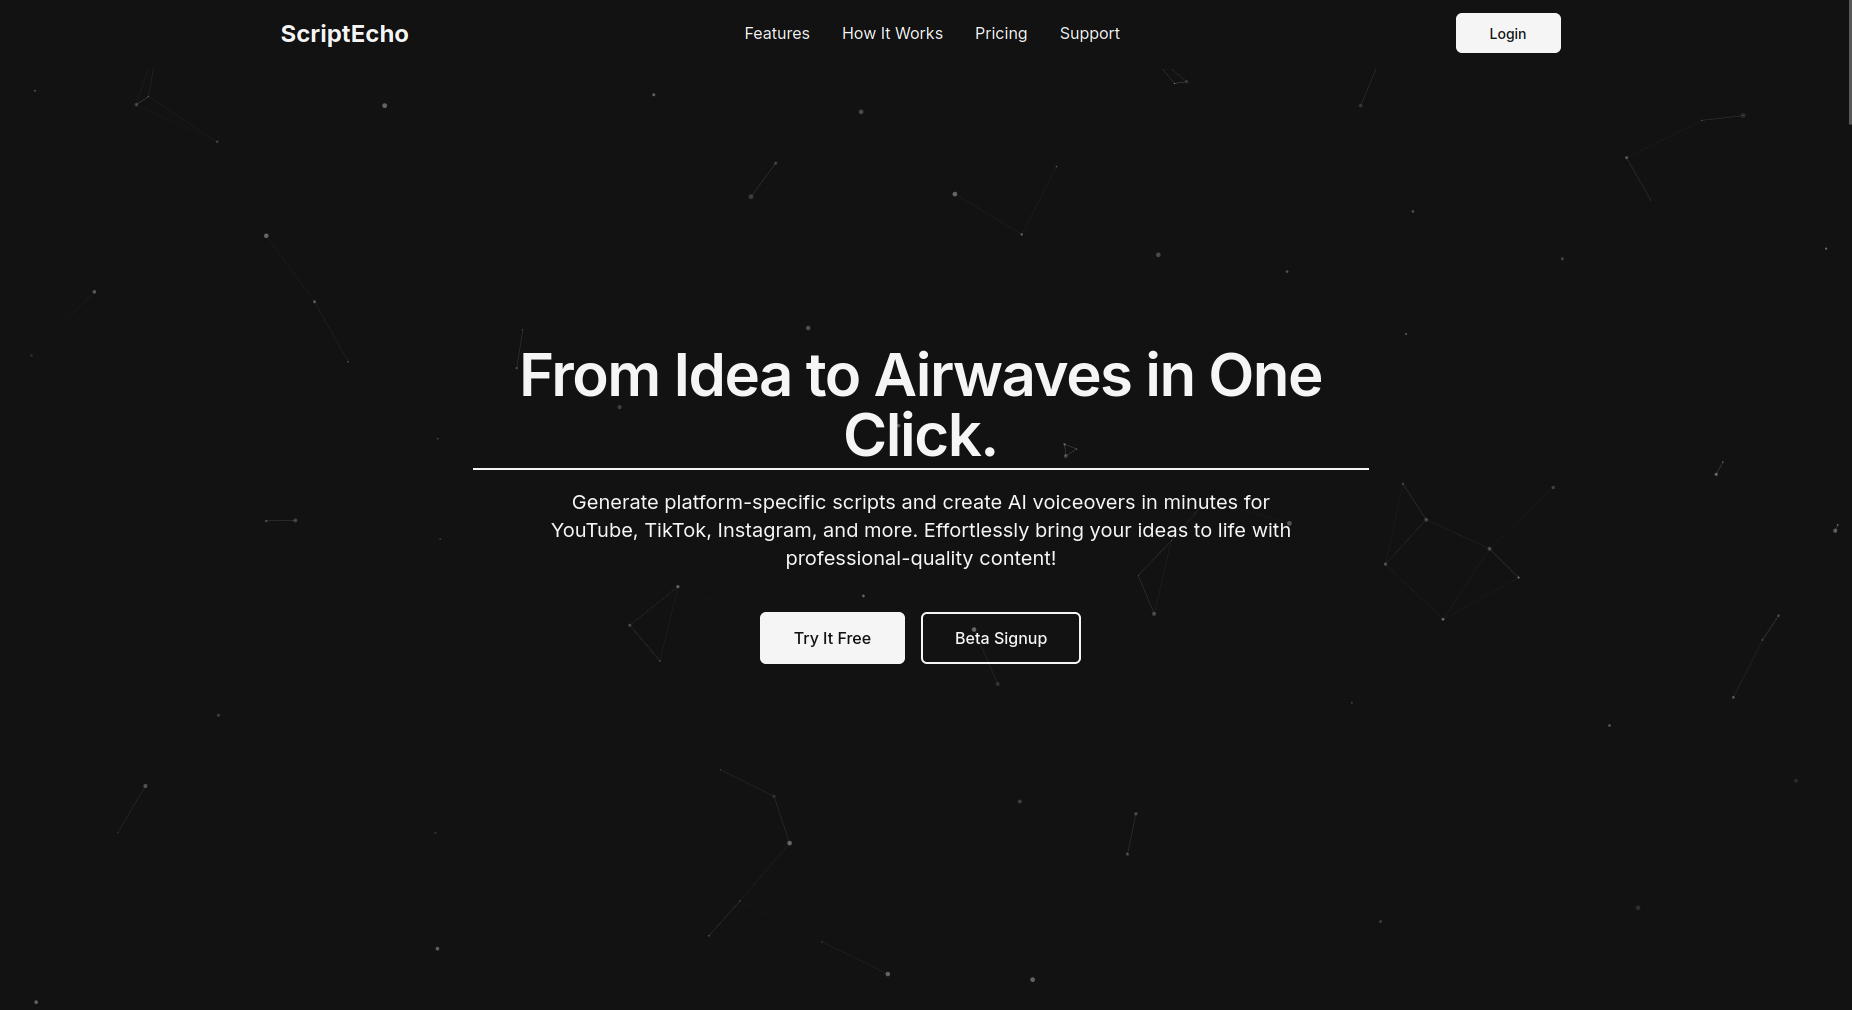 ScriptEcho
Features
How It Works
Pricing
Support
Login
From Idea to Airwaves in One
Click.
Generate platform-specific scripts and create AI voiceovers in minutes for
YouTube, TikTok, Instagram, and more. Effortlessly bring your ideas to life with
professional-quality content!
Try It Free
Beta Signup